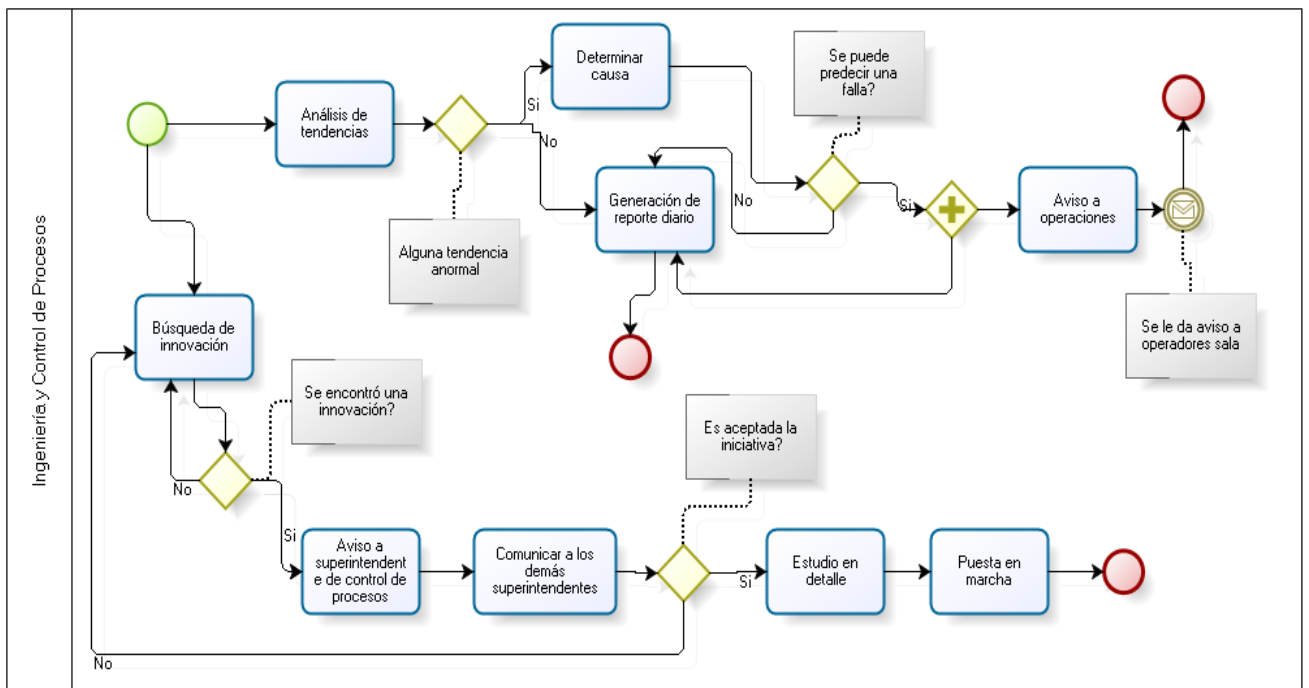 Ingeniería y Control de Procesos
Análisis de
tendencias
Si
No
Alguna tendencia
anormal
Determinar
causa
Generación de
reporte diario
Se puede
predecir una
falla?
No
Si
Aviso a
operaciones
Se le da aviso a
operadores sala
Búsqueda de
innovación
Se encontró una
innovación?
No
Si
Aviso a
superintendent
e de control de
procesos
Comunicar a los
demás
superintendentes
Es aceptada la
iniciativa?
Si
No
Estudio en
detalle
Puesta en
marcha